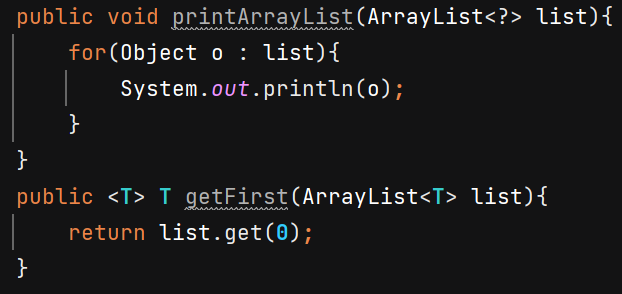 public void printArrayList(ArrayList<?> list){
    for(Object o : list){
        System.out.println(o);
    }
}
public <T> T getFirst(ArrayList<T> list){
    return list.get(0);
}